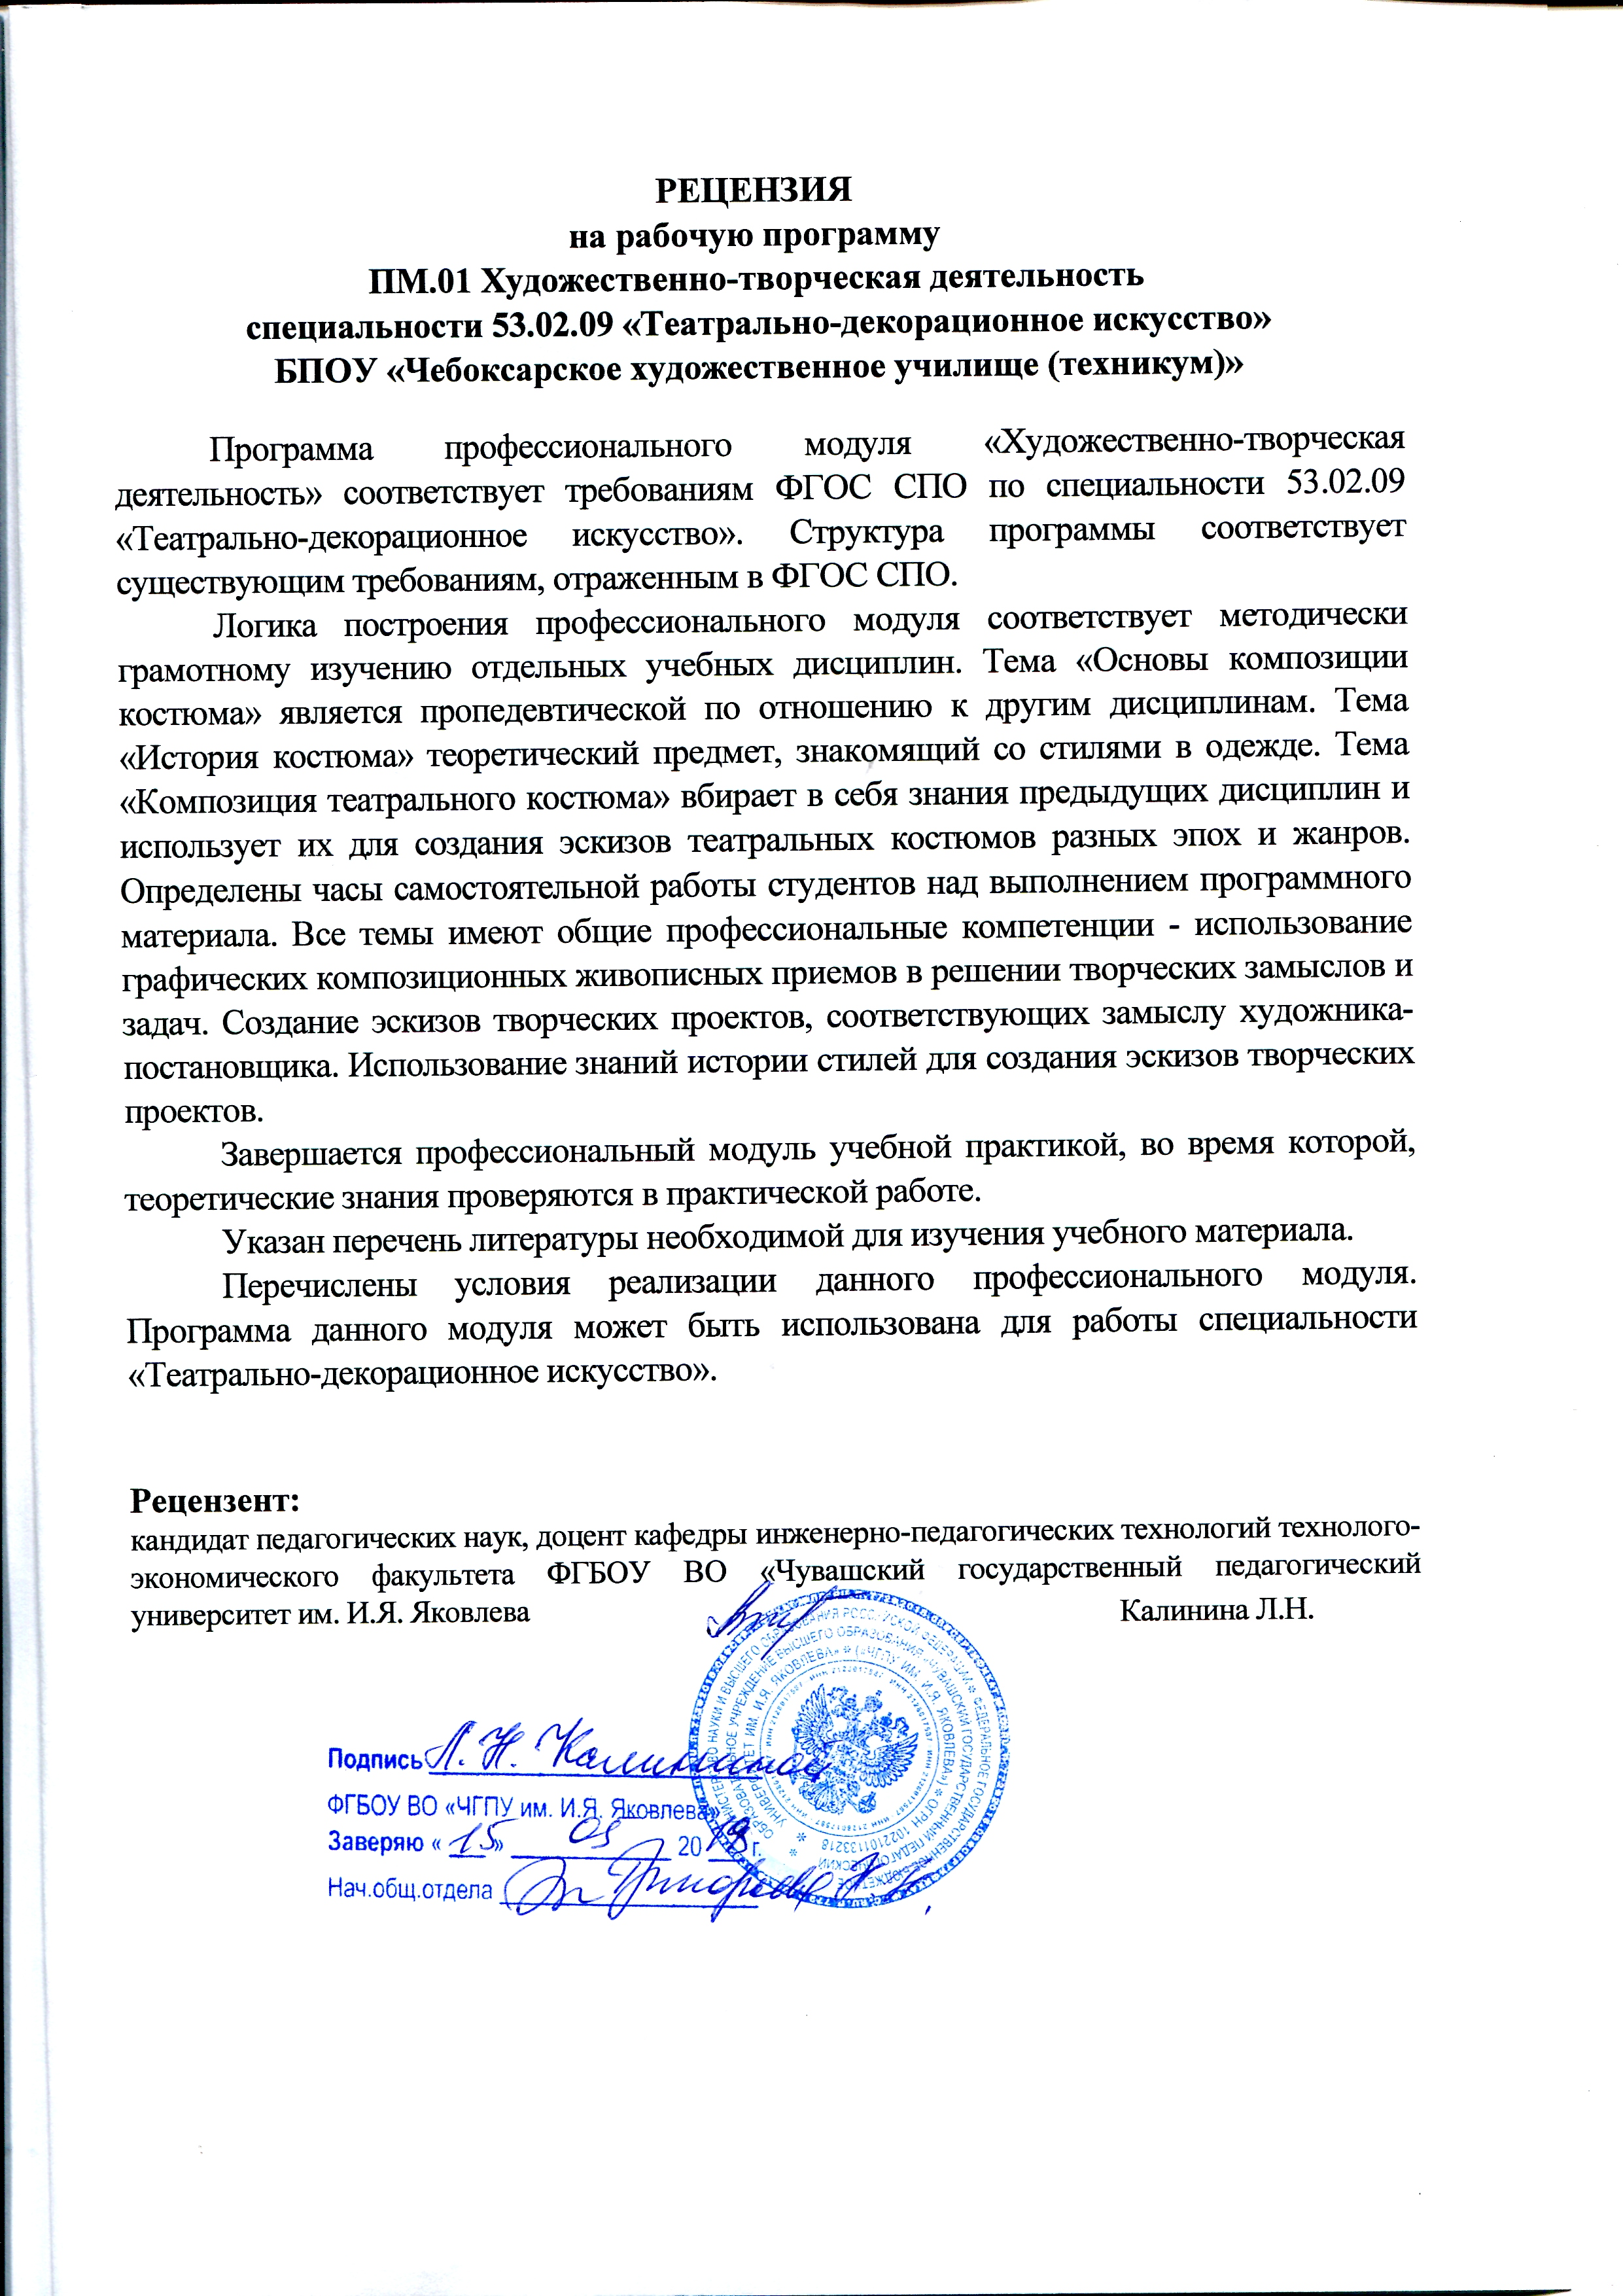 РЕЦЕНЗИЯ
на рабочую программу
ПМ.01 Художественно-творческая деятельность
специальности 53.02.09 «Театрально-декорационное искусство»
БПОУ «Чебоксарское художественное училище (техникум)»
Программа профессионального модуля «Художественно-творческая
деятельность» соответствует требованиям ФГОС СПО по специальности 53.02.09
«Театрально-декорационное искусство». Структура программы соответствует
существующим требованиям, отраженным в ФГОС СПО.
Логика построения профессионального модуля соответствует методически
грамотному изучению отдельных учебных дисциплин. Тема «Основы композиции
костюма» является пропедевтической по отношению к другим дисциплинам. Тема
«История костюма» теоретический предмет, знакомящий со стилями в одежде. Тема
«Композиция театрального костюма» вбирает в себя знания предыдущих дисциплин и
использует их для создания эскизов театральных костюмов разных эпох и жанров.
Определены часы самостоятельной работы студентов над выполнением программного
материала. Все темы имеют общие профессиональные компетенции - использование
графических композиционных живописных приемов в решении творческих замыслов и
задач. Создание эскизов творческих проектов, соответствующих замыслу художника-
постановщика. Использование знаний истории стилей для создания эскизов творческих
проектов.
Завершается профессиональный модуль учебной практикой, во время которой,
теоретические знания проверяются в практической работе.
Указан перечень литературы необходимой для изучения учебного материала.
Перечислены условия реализации данного профессионального модуля.
Программа данного модуля может быть использована для работы специальности
«Театрально-декорационное искусство».
Рецензент:
кандидат педагогических наук, доцент кафедры инженерно-педагогических технологий технолого-
экономического факультета ФГБОУ ВО «Чувашский государственный педагогический
университет им. И.Я. Яковлева Калинина Л.Н.
Подпись Л. Н. Калининой
ФГБОУ ВО «ЧГПУ им. И.Я. Яковлева»
Заверяю «15» 20 г.
Нач.общ.отдела